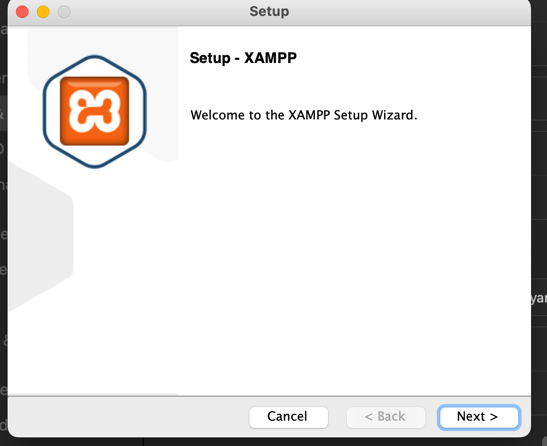 Setup
Setup - XAMPP
Welcome to the XAMPP Setup Wizard.
Cancel
< Back
Next >